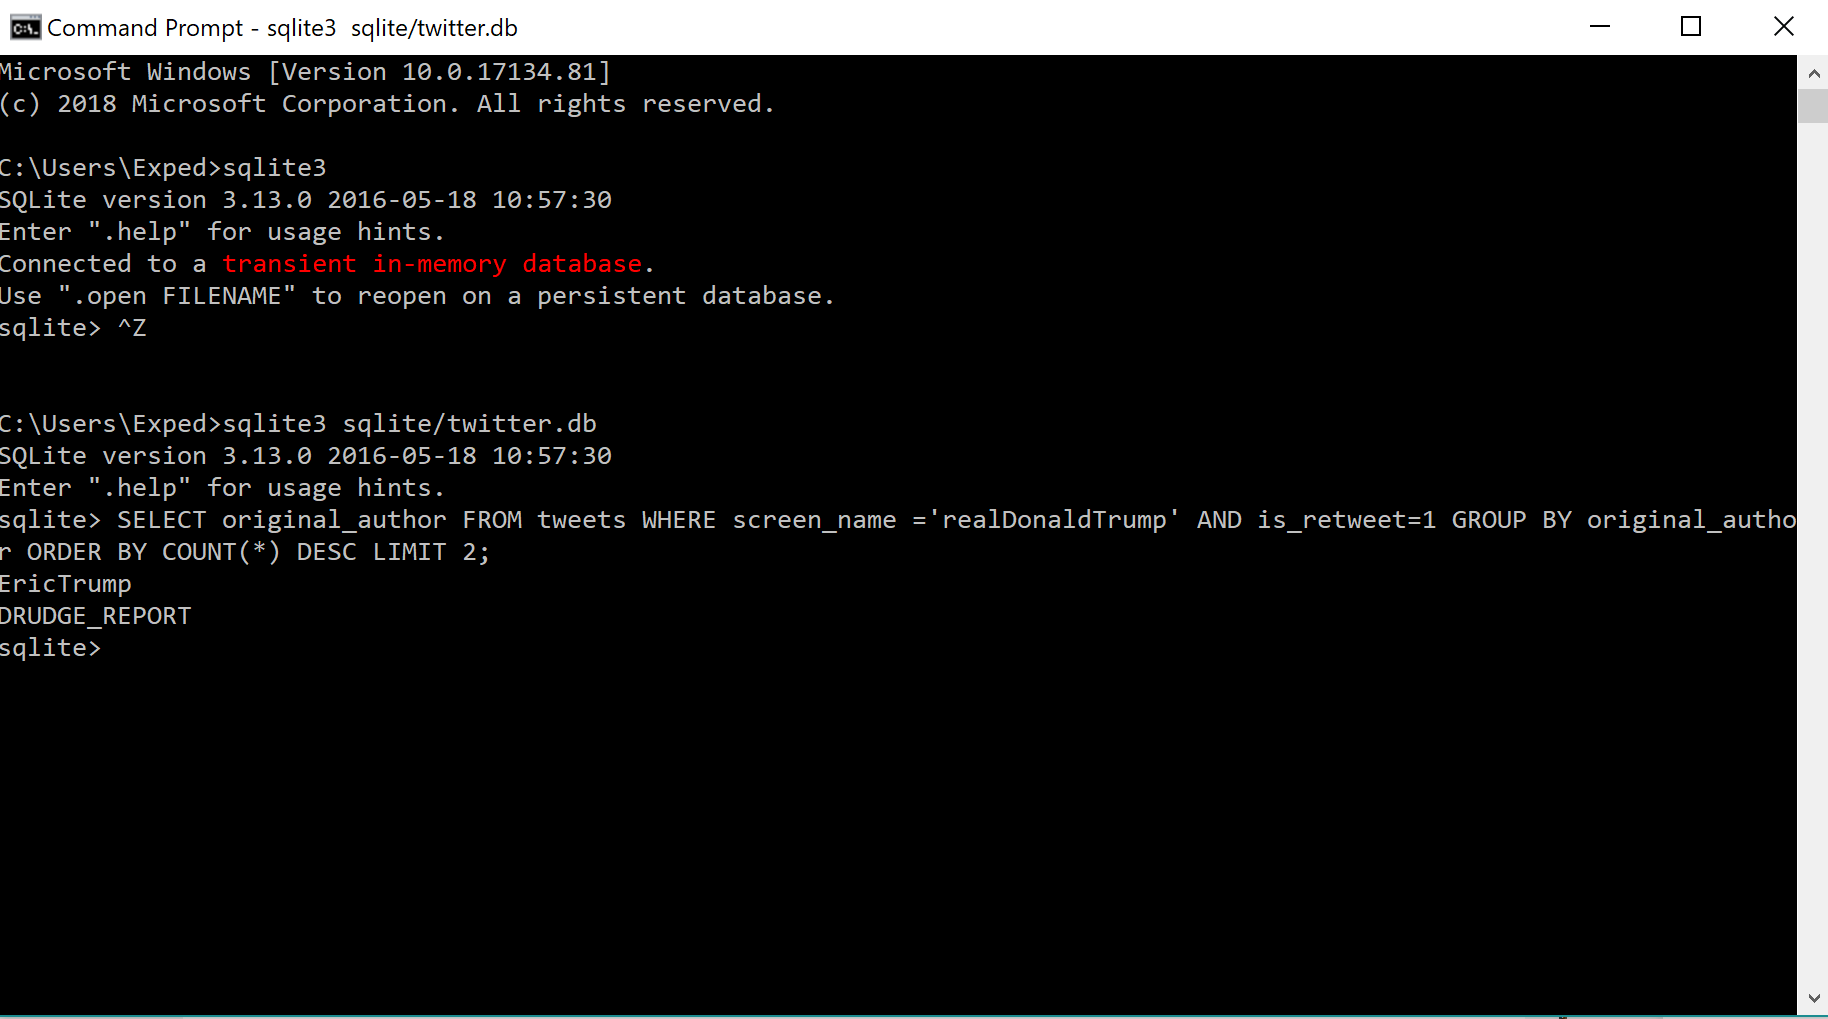 Command Prompt - sqlite3  sqlite/twitter.db
Microsoft Windows [Version 10.0.17134.81]
(c) 2018 Microsoft Corporation. All rights reserved.
C:\Users\Exped>sqlite3
SQLite version 3.13.0 2016-05-18 10:57:30
Enter ".help" for usage hints.
Connected to a transient in-memory database.
Use ".open FILENAME" to reopen on a persistent database.
sqlite> ^Z
C:\Users\Exped>sqlite3 sqlite/twitter.db
SQLite version 3.13.0 2016-05-18 10:57:30
Enter ".help" for usage hints.
sqlite> SELECT original_author FROM tweets WHERE screen_name ='realDonaldTrump' AND is_retweet=1 GROUP BY original_autho
r ORDER BY COUNT(*) DESC LIMIT 2;
EricTrump
DRUDGE_REPORT
sqlite>